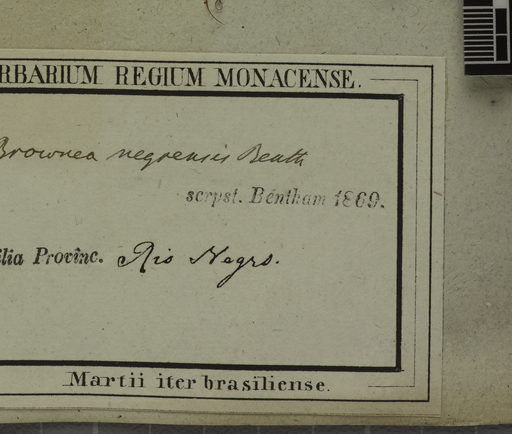 RBARIUM REGIUM MONACENSE.
Brownea negrensis Benth
scrpst. Bentham 1869.
ilia Provinc. Rio Negro.
Martii iter brasiliense.